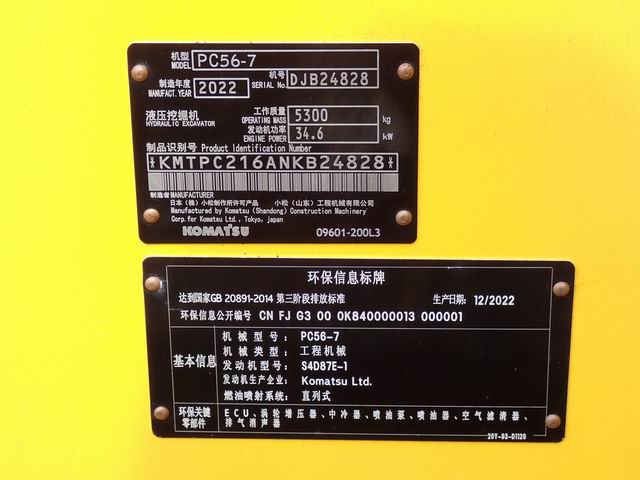 机型
MODEL PC56-7
制造年度
MANUFACT. YEAR 2022
机号
SERIAL No. DJB24828
液压挖掘机
HYDRAULIC EXCAVATOR
工作质量
OPERATING MASS 5300 kg
发动机功率
ENGINE POWER 34.6 kW
制品识别号 Product Identification Number
*KMTPC216ANKB24828*
制造者 MANUFACTURER
日本（株）小松制作所许可产品 小松（山东）工程机械有限公司
Manufactured by Komatsu (Shandong) Construction Machinery
Corp. for Komatsu Ltd., Tokyo, japan
KOMATSU 09601-200L3
环保信息标牌
达到国家GB 20891-2014 第三阶段排放标准 生产日期: 12/2022
环保信息公开编号 CN FJ G3 00 0K840000013 000001
基本信息
机械型号: PC56-7
机械类型: 工程机械
发动机型号: S4D87E-1
发动机生产企业: Komatsu Ltd.
燃油喷射系统: 直列式
环保关键
零部件
ECU、涡轮增压器、中冷器、喷油泵、喷油器、空气滤清器、
排气消声器
20Y-93-D1120